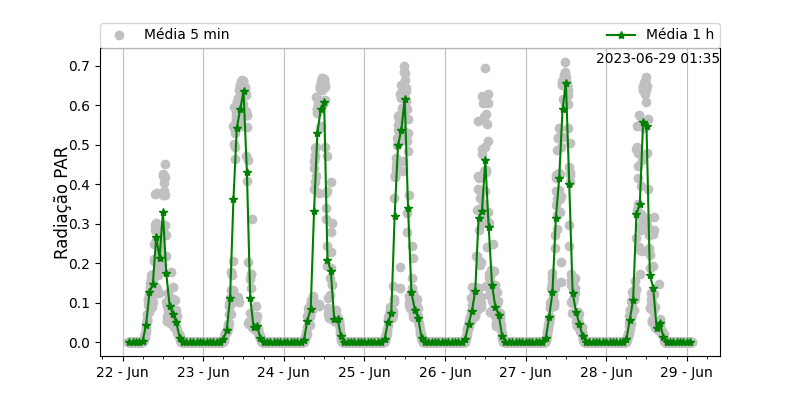 Média 5 min
Média 1 h
2023-06-29 01:35
Radiação PAR
0.7
0.6
0.5
0.4
0.3
0.2
0.1
0.0
22 - Jun
23 - Jun
24 - Jun
25 - Jun
26 - Jun
27 - Jun
28 - Jun
29 - Jun